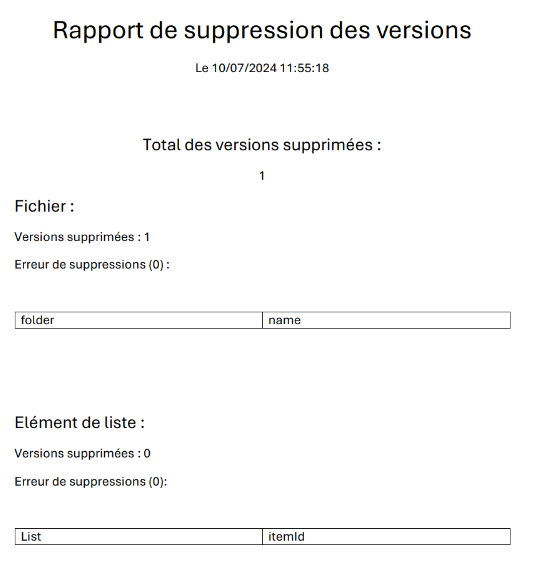 Rapport de suppression des versions
Le 10/07/2024 11:55:18
Total des versions supprimées :
1
Fichier :
Versions supprimées : 1
Erreur de suppressions (0) :
folder name
Elément de liste :
Versions supprimées : 0
Erreur de suppressions (0):
List itemId